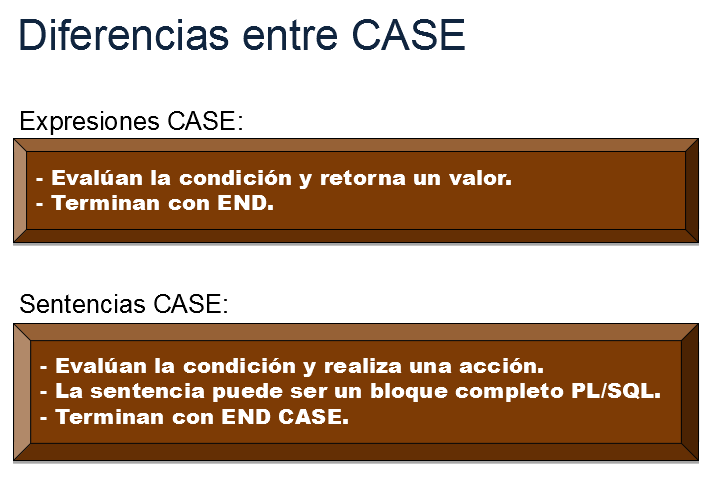 Diferencias entre CASE
Expresiones CASE:
- Evalúan la condición y retorna un valor.
- Terminan con END.
Sentencias CASE:
- Evalúan la condición y realiza una acción.
- La sentencia puede ser un bloque completo PL/SQL.
- Terminan con END CASE.